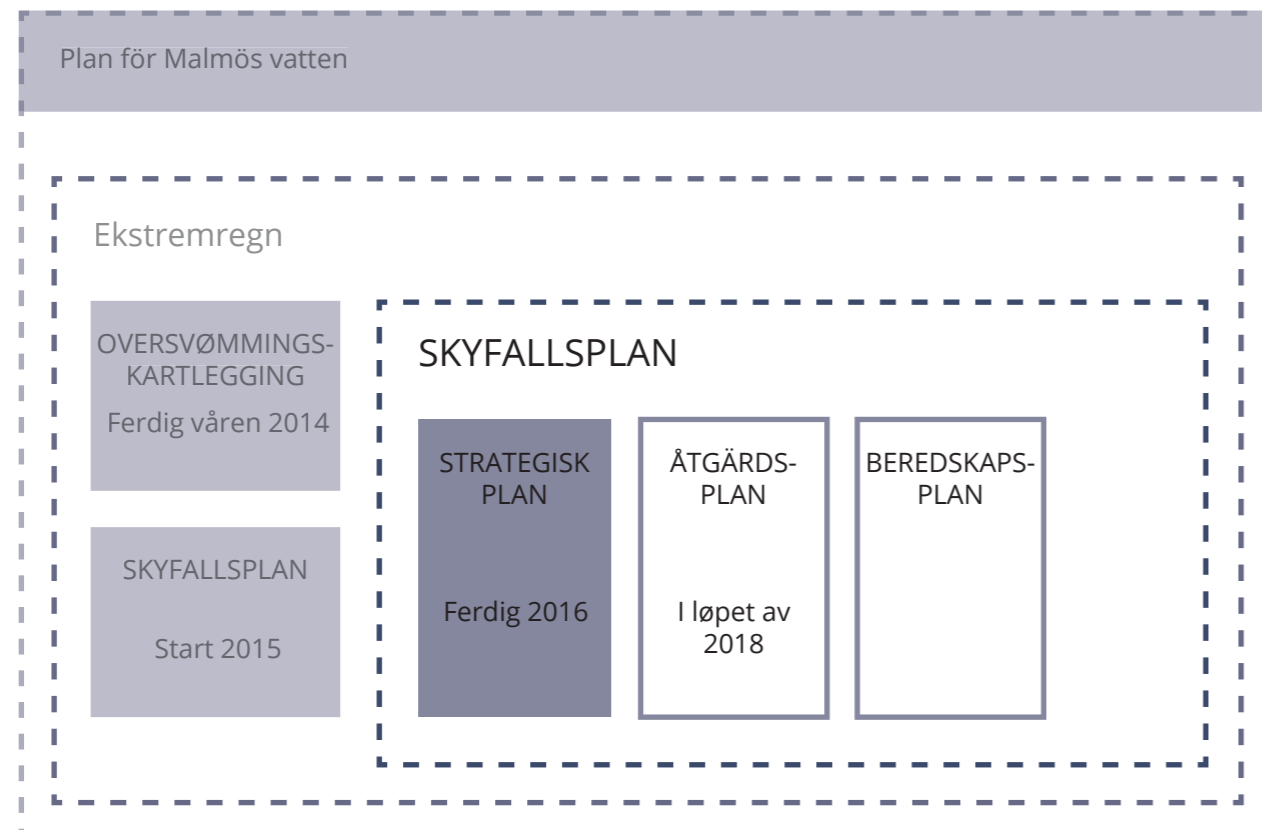 Plan för Malmös vatten
Ekstremregn
OVERSVØMMINGS-
KARTLEGGING
Ferdig våren 2014
SKYFALLSPLAN
Start 2015
SKYFALLSPLAN
STRATEGISK
PLAN
Ferdig 2016
ÅTGÄRDS-
PLAN
I løpet av
2018
BEREDSKAPS-
PLAN